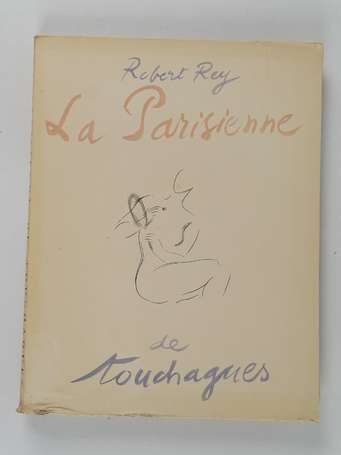 Robert Rey
La Parisienne
de
touchagues